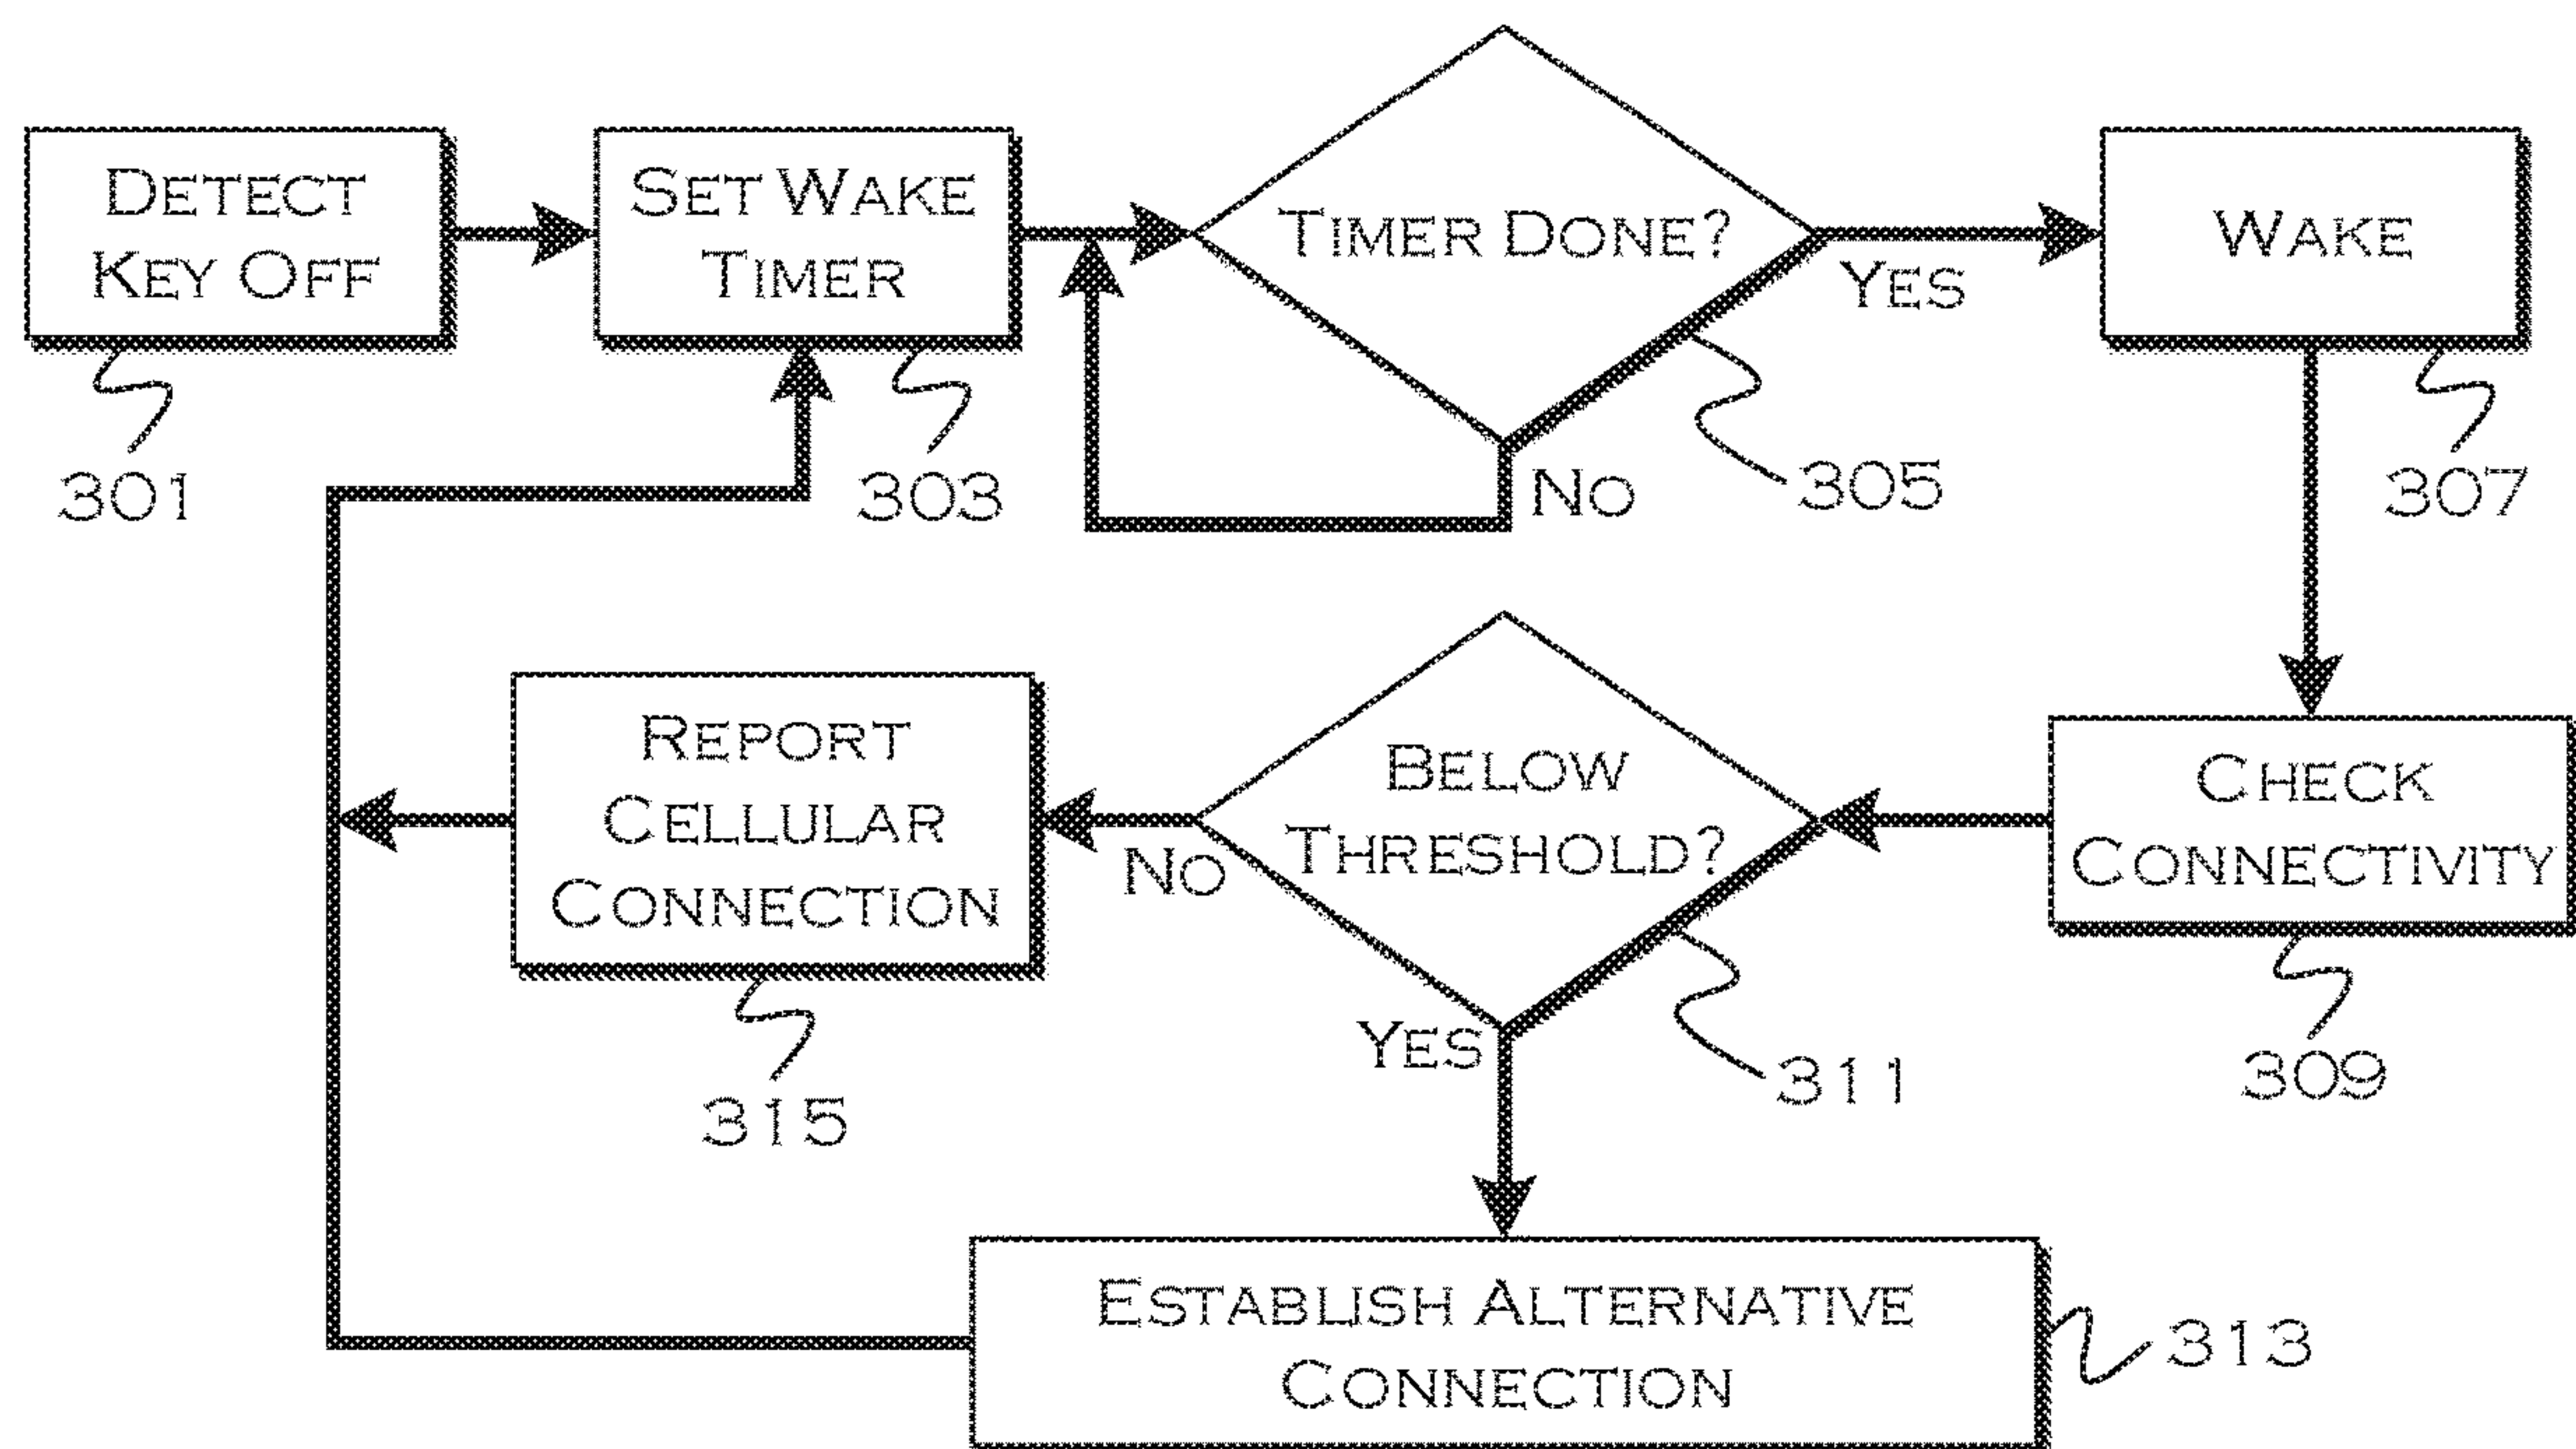 DETECT
KEY OFF
301
SET WAKE
TIMER
303
TIMER DONE?
YES
NO
305
WAKE
307
CHECK
CONNECTIVITY
309
BELOW
THRESHOLD?
NO
YES
311
REPORT
CELLULAR
CONNECTION
315
ESTABLISH ALTERNATIVE
CONNECTION
313